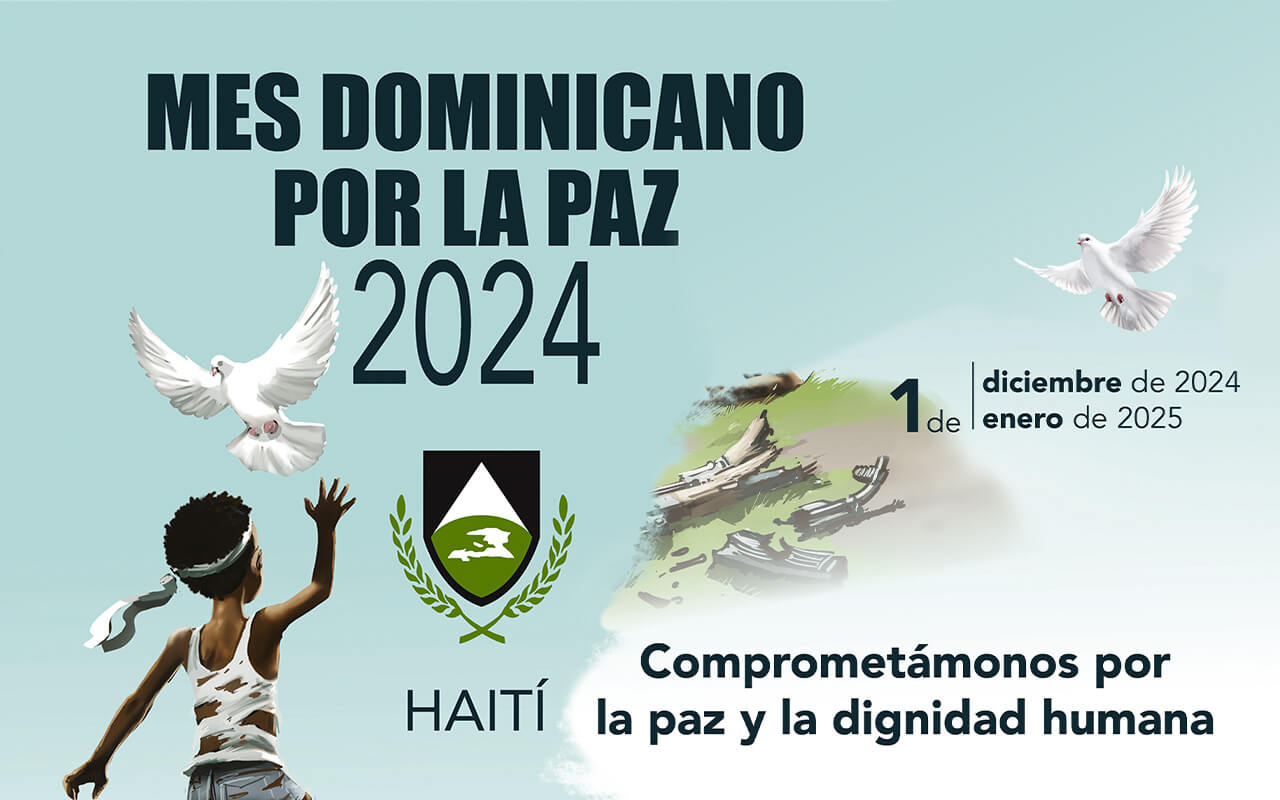 MES DOMINICANO
POR LA PAZ
2024
1 de
diciembre de 2024
enero de 2025
HAITÍ
Comprometámonos por
la paz y la dignidad humana